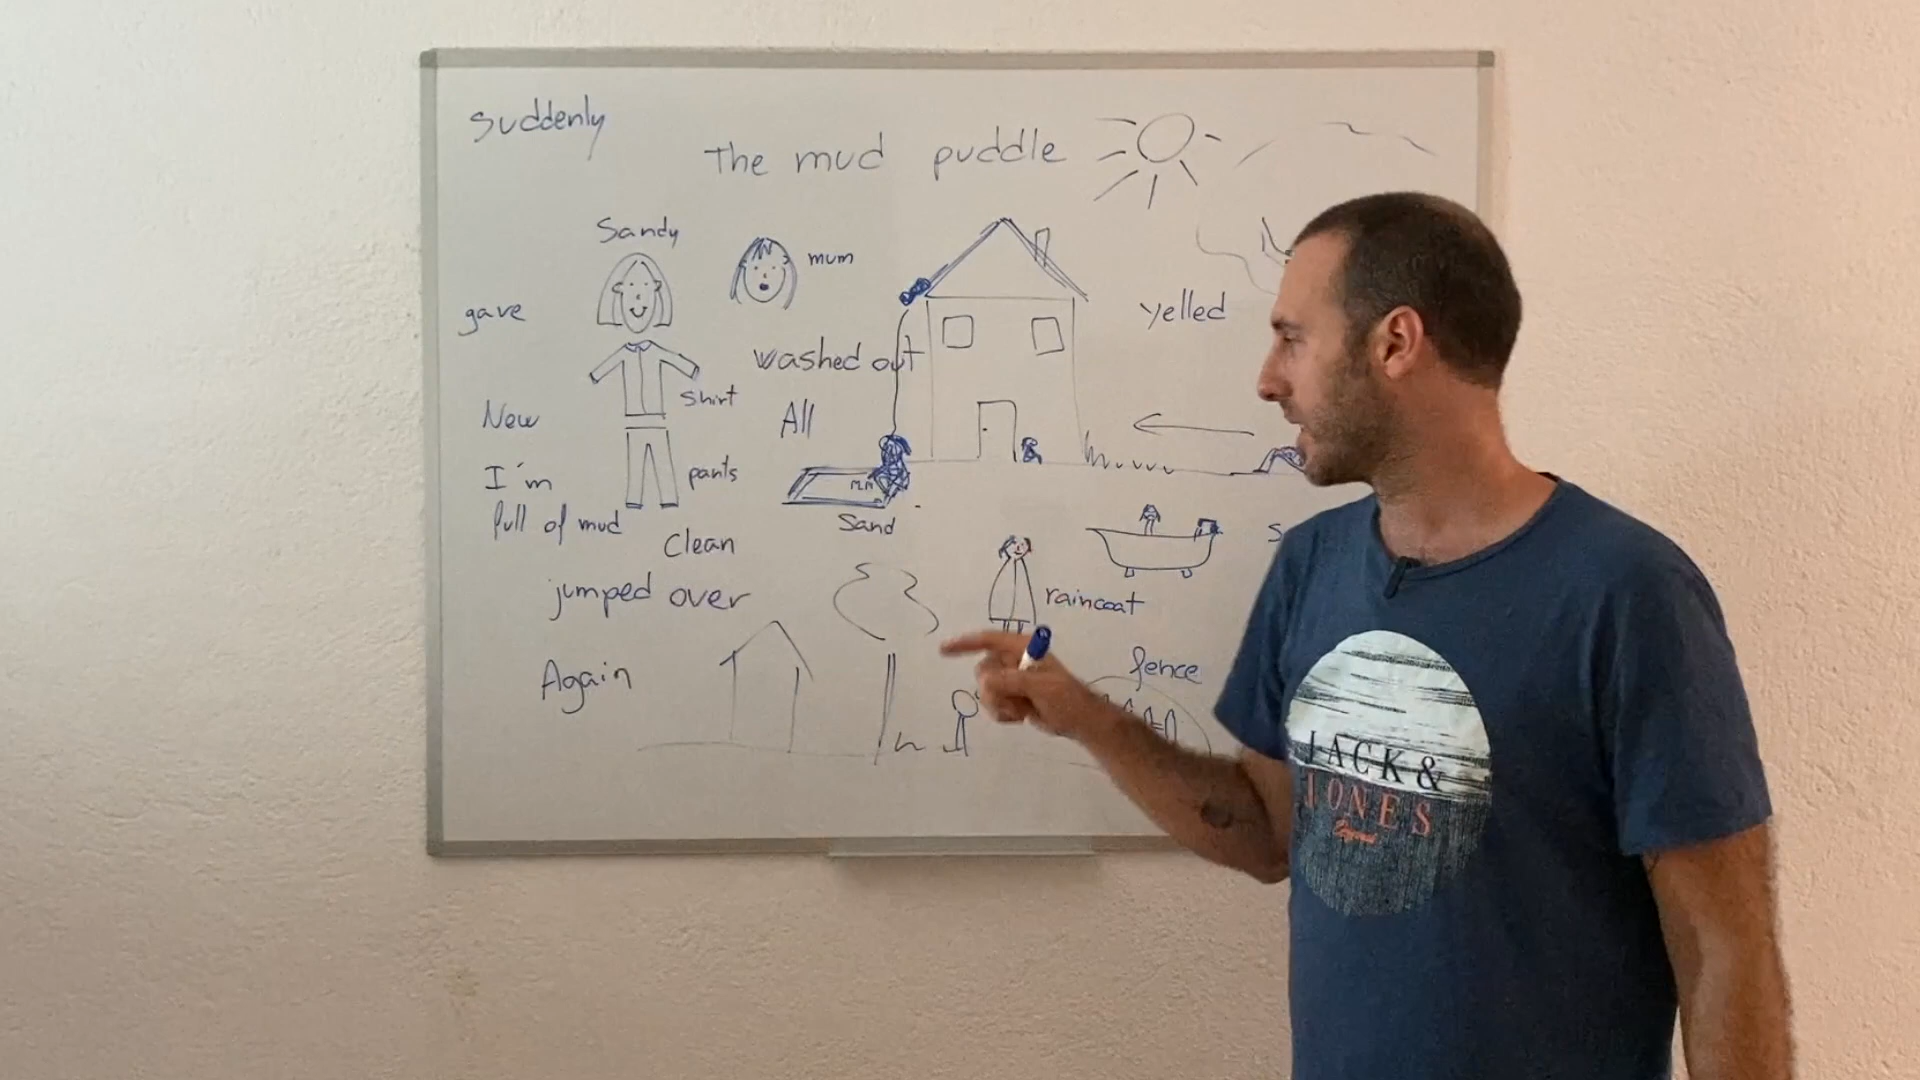 Suddenly
The mud puddle
Sandy
mum
gave
yelled
washed out
shirt
New
All
I'm
pants
full of mud
Sand
Clean
jumped over
raincoat
Again
fence
JACK &
JONES